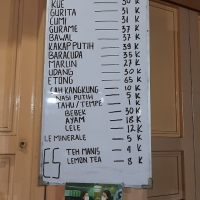 KUE — 30 K
GURITA — 31 K
CUMI — 31 K
GURAME — 37 K
BAWAL — 37 K
KAKAP PUTIH — 39 K
BARACUDA — 35 K
MARLIN — 27 K
UDANG — 30 K
ETONG — 65 K
CAH KANGKUNG — 10 K
NASI PUTIH — 5 K
TAHU / TEMPE — 1 K
BEBEK — 30 K
AYAM — 18 K
LELE — 12 K
LE MINERALE — 5 K
ES TEH MANIS — 4 K
LEMON TEA — 8 K